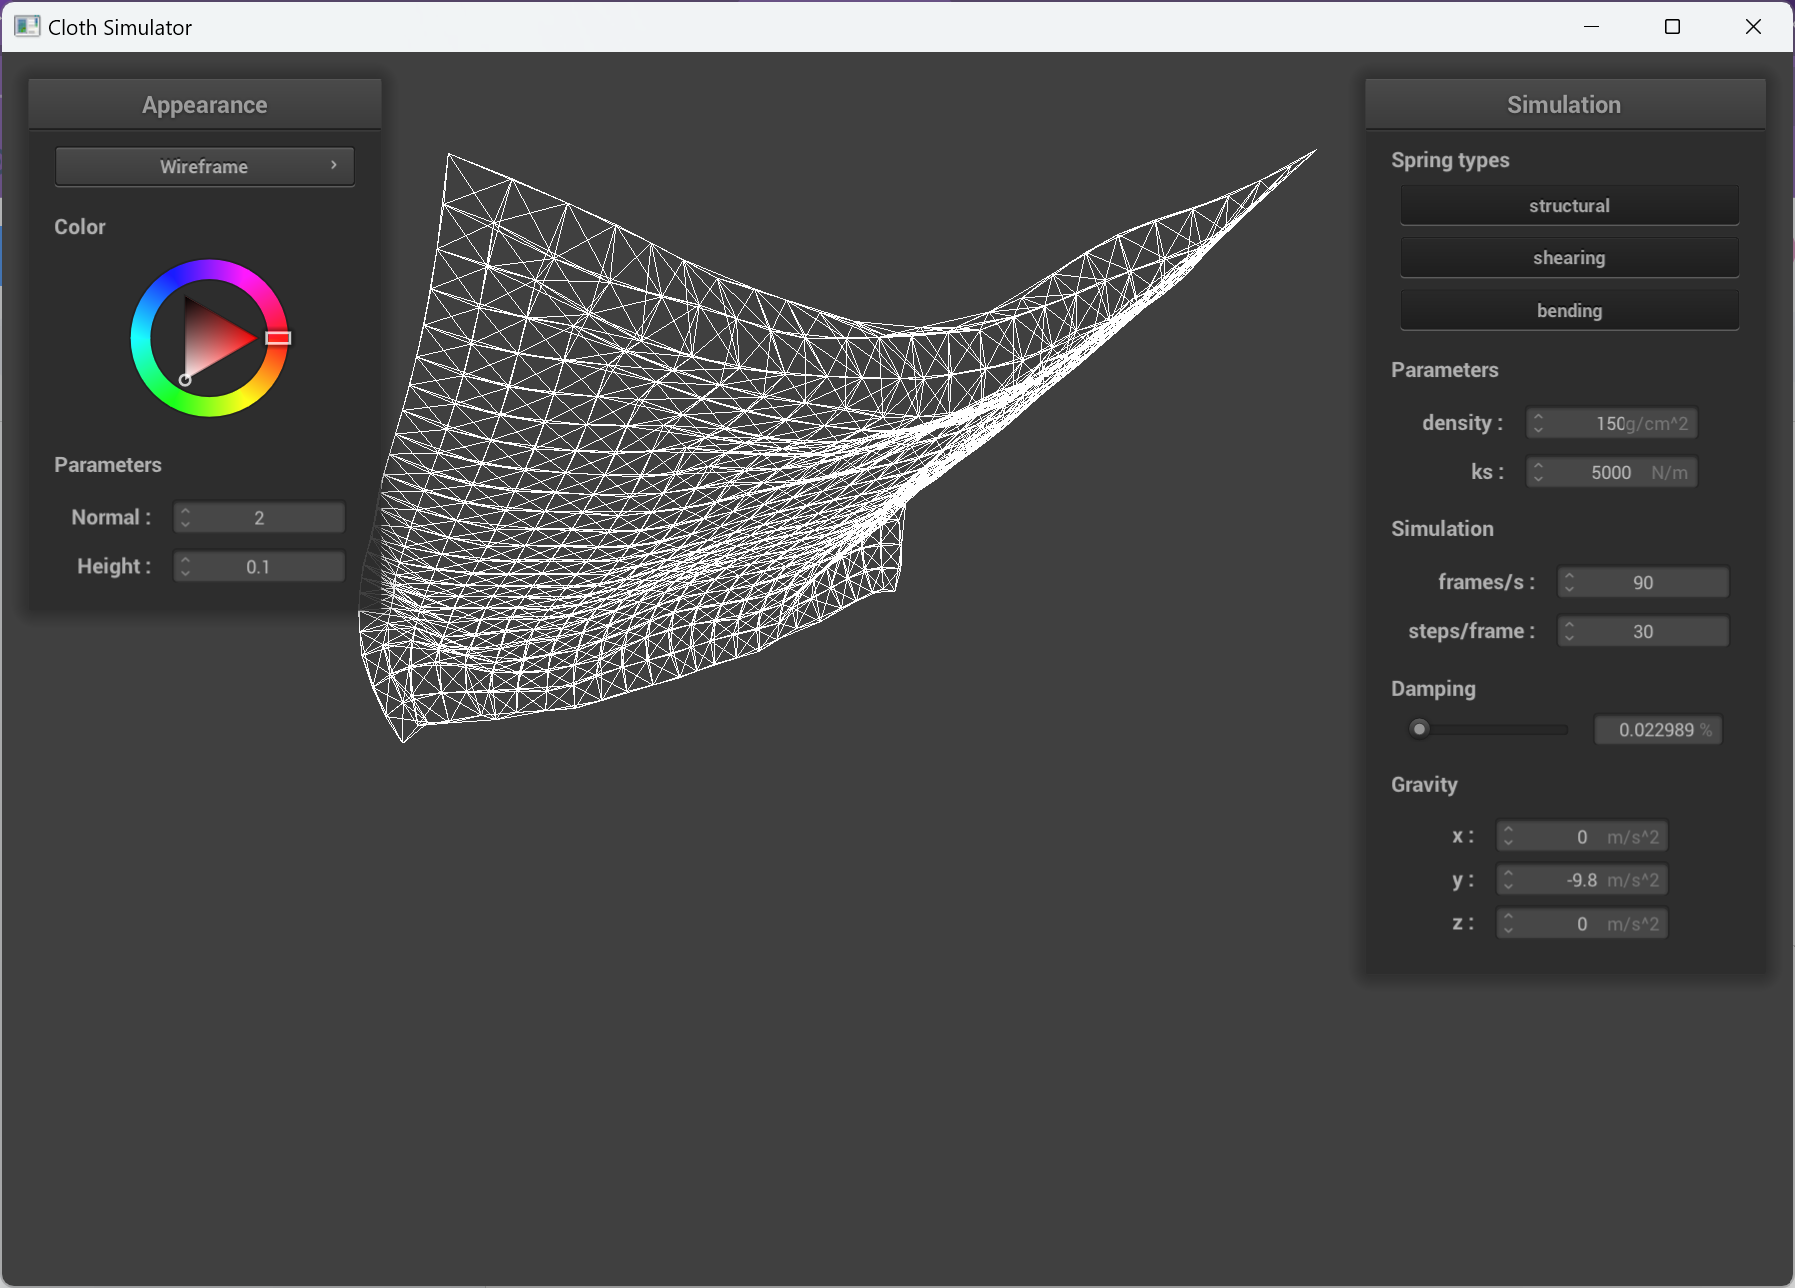 Cloth Simulator
Appearance
Wireframe
Color
Parameters
Normal : 2
Height : 0.1
Simulation
Spring types
structural
shearing
bending
Parameters
density : 150g/cm^2
ks : 5000 N/m
Simulation
frames/s : 90
steps/frame : 30
Damping
0.022989 %
Gravity
x : 0 m/s^2
y : -9.8 m/s^2
z : 0 m/s^2